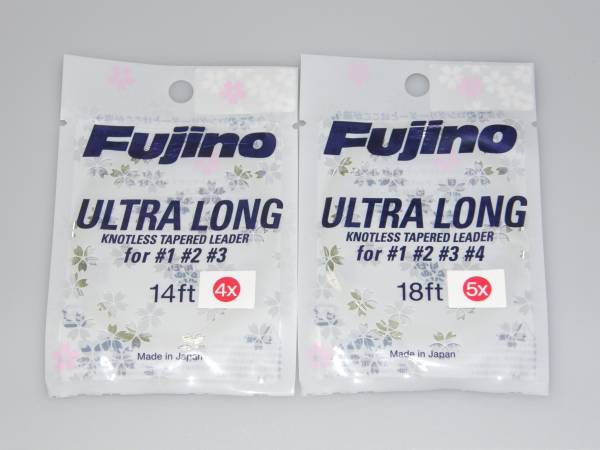 Fujino
ULTRA LONG
KNOTLESS TAPERED LEADER
for #1 #2 #3
14ft 4x
Made in Japan
Fujino
ULTRA LONG
KNOTLESS TAPERED LEADER
for #1 #2 #3 #4
18ft 5x
Made in Japan